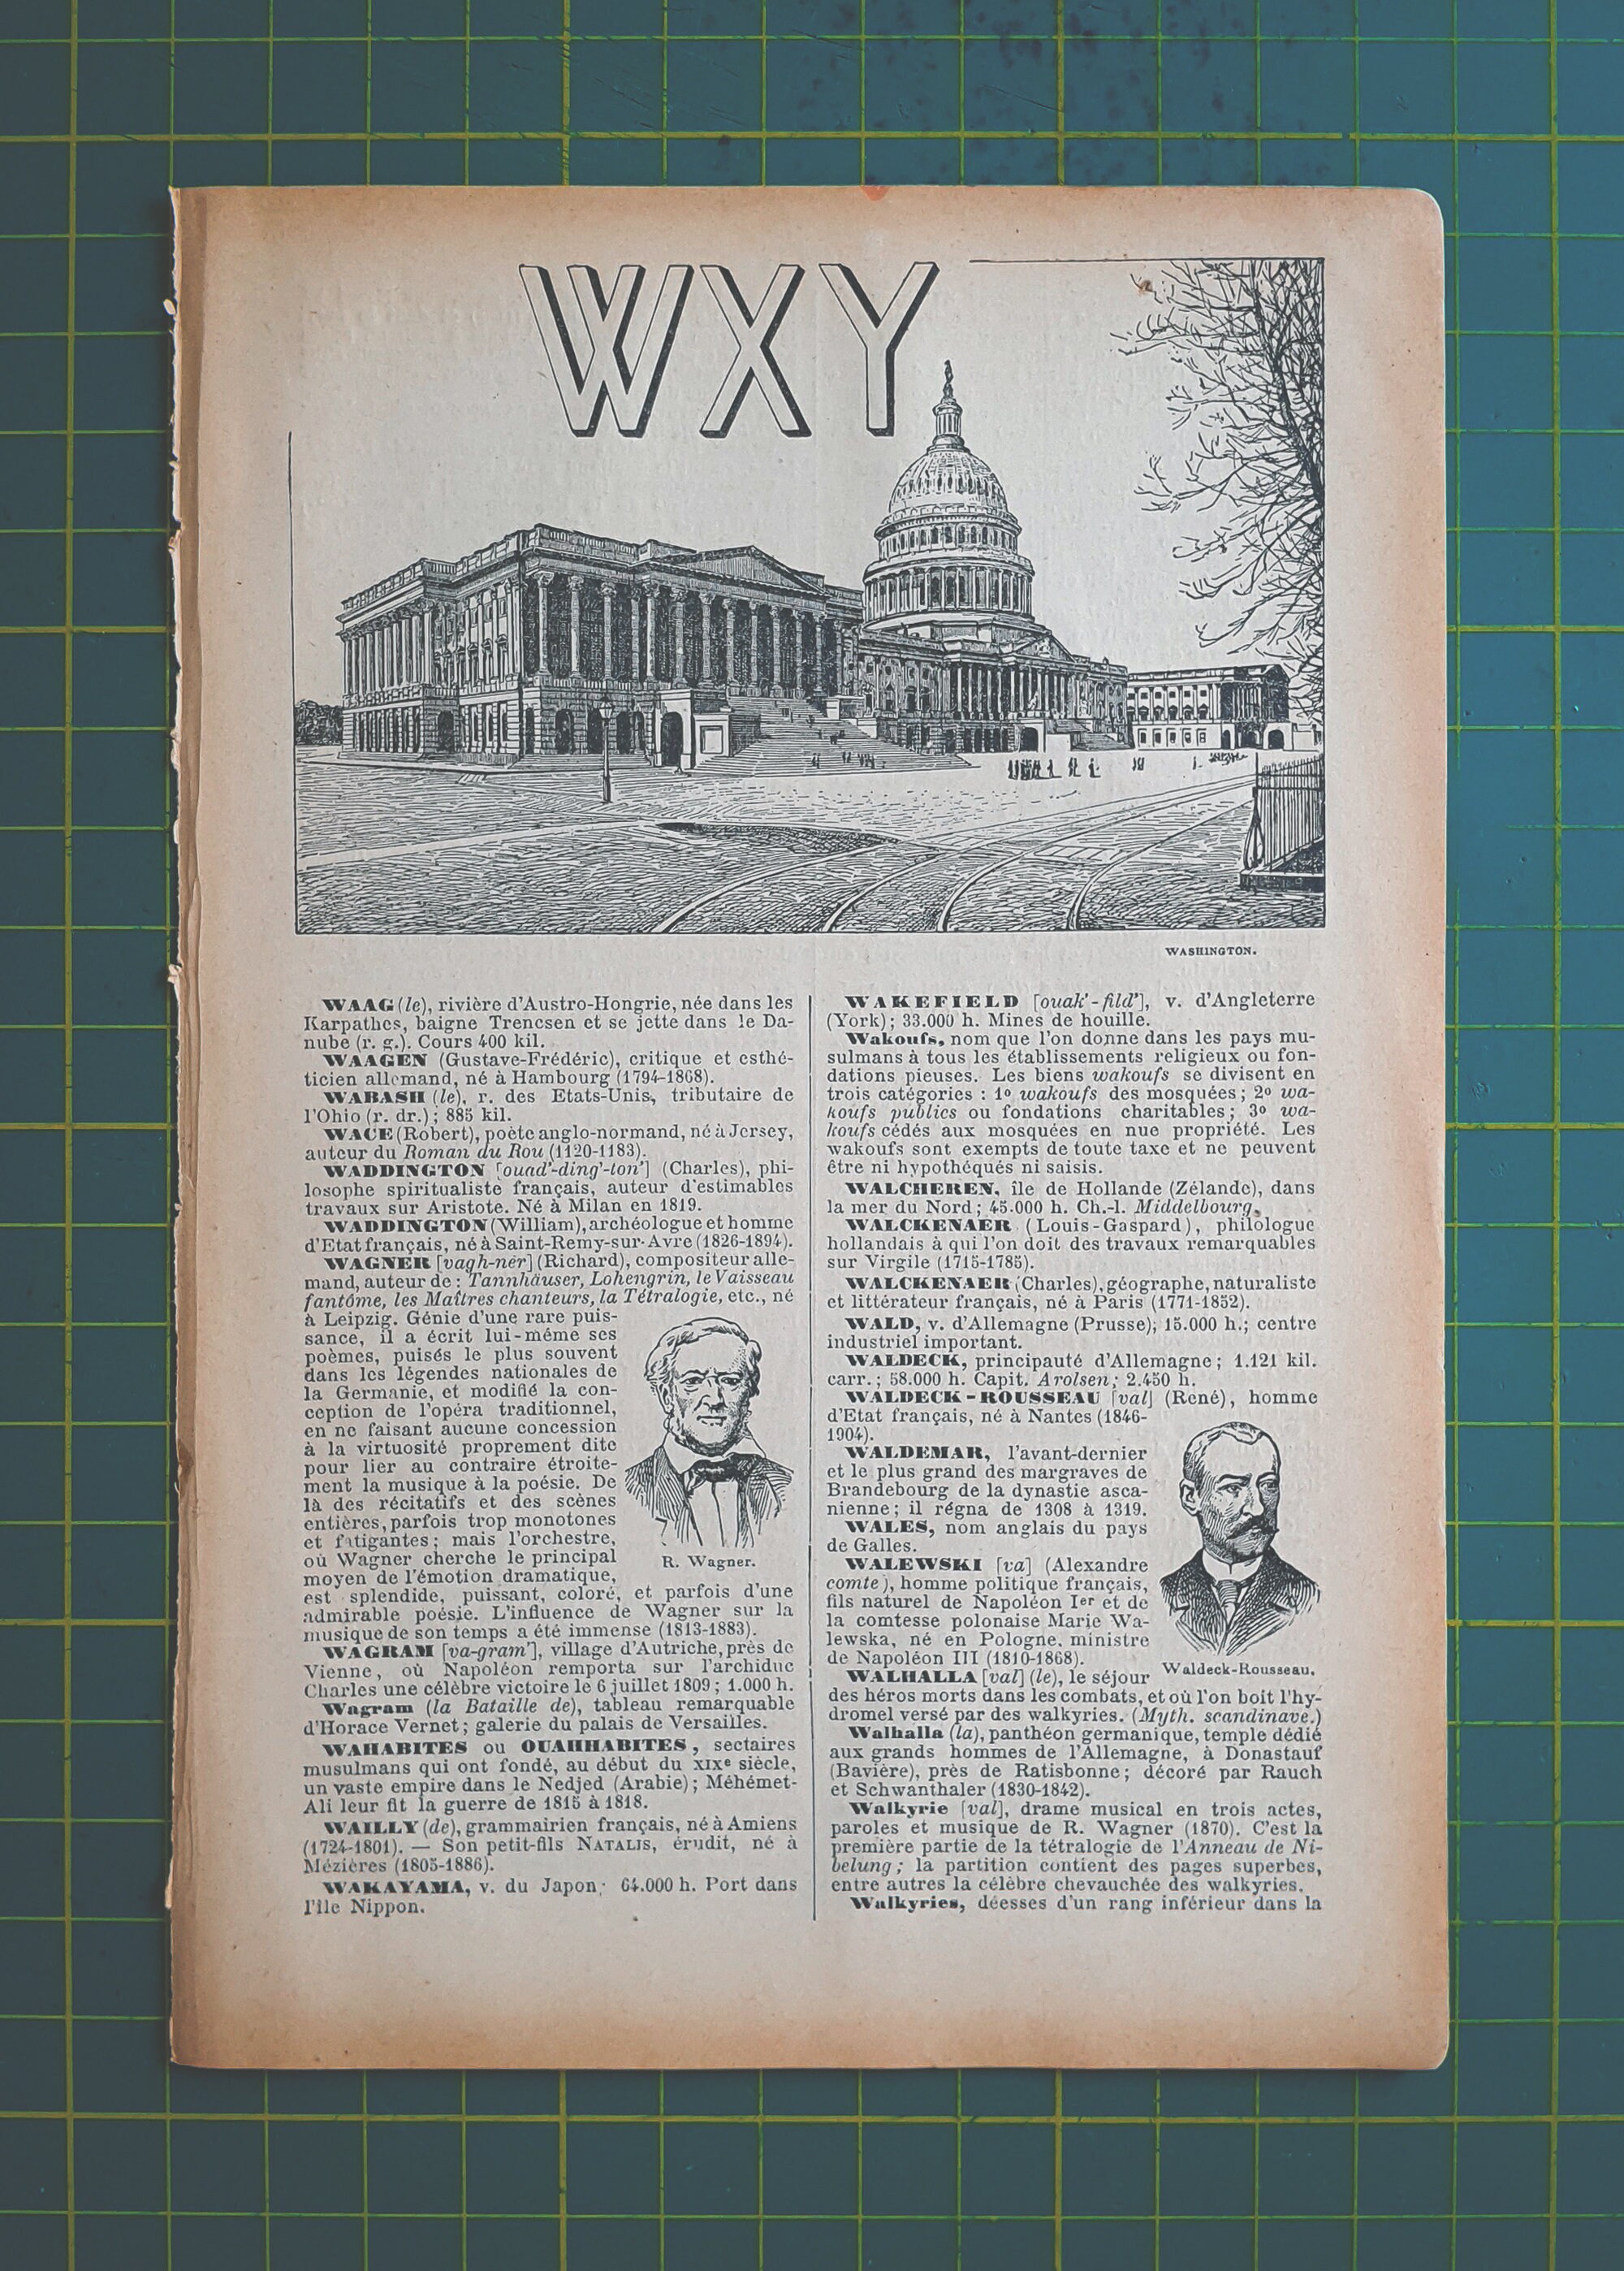 WXY
WASHINGTON.
WAAG (le), rivière d'Austro-Hongrie, née dans les
Karpathes, baigne Trencsen et se jette dans le Da-
nube (r. g.). Cours 400 kil.
WAAGEN (Gustave-Frédéric), critique et esthé-
ticien allemand, né à Hambourg (1794-1868).
WABASH (le), r. des Etats-Unis, tributaire de
l'Ohio (r. dr.); 885 kil.
WACE (Robert), poète anglo-normand, né à Jersey,
auteur du Roman du Rou (1120-1183).
WADDINGTON [ouad'-ding'-ton'] (Charles), phi-
losophe spiritualiste français, auteur d'estimables
travaux sur Aristote. Né à Milan en 1819.
WADDINGTON (William), archéologue et homme
d'Etat français, né à Saint-Remy-sur-Avre (1826-1894).
WAGNER [vagh-nér] (Richard), compositeur alle-
mand, auteur de : Tannhäuser, Lohengrin, le Vaisseau
fantôme, les Maîtres chanteurs, la Tétralogie, etc., né
à Leipzig. Génie d'une rare puis-
sance, il a écrit lui-même ses
poèmes, puisés le plus souvent
dans les légendes nationales de
la Germanie, et modifié la con-
ception de l'opéra traditionnel,
en ne faisant aucune concession
à la virtuosité proprement dite
pour lier au contraire étroite-
ment la musique à la poésie. De
là des récitatifs et des scènes
entières, parfois trop monotones
et fatigantes; mais l'orchestre,
où Wagner cherche le principal
moyen de l'émotion dramatique,
R. Wagner.
est splendide, puissant, coloré, et parfois d'une
admirable poésie. L'influence de Wagner sur la
musique de son temps a été immense (1813-1883).
WAGRAM [va-gram'], village d'Autriche, près de
Vienne, où Napoléon remporta sur l'archiduc
Charles une célèbre victoire le 6 juillet 1809; 1.000 h.
Wagram (la Bataille de), tableau remarquable
d'Horace Vernet; galerie du palais de Versailles.
WAHABITES ou OUAHHABITES, sectaires
musulmans qui ont fondé, au début du XIXe siècle,
un vaste empire dans le Nedjed (Arabie); Méhémet-
Ali leur fit la guerre de 1815 à 1818.
WAILLY (de), grammairien français, né à Amiens
(1724-1801). — Son petit-fils NATALIS, érudit, né à
Mézières (1805-1886).
WAKAYAMA, v. du Japon; 64.000 h. Port dans
l'île Nippon.
WAKEFIELD [ouak'-fild'], v. d'Angleterre
(York); 33.000 h. Mines de houille.
Wakoufs, nom que l'on donne dans les pays mu-
sulmans à tous les établissements religieux ou fon-
dations pieuses. Les biens wakoufs se divisent en
trois catégories : 1o wakoufs des mosquées; 2o wa-
koufs publics ou fondations charitables; 3o wa-
koufs cédés aux mosquées en nue propriété. Les
wakoufs sont exempts de toute taxe et ne peuvent
être ni hypothéqués ni saisis.
WALCHEREN, île de Hollande (Zélande), dans
la mer du Nord; 45.000 h. Ch.-l. Middelbourg.
WALCKENAER (Louis-Gaspard), philologue
hollandais à qui l'on doit des travaux remarquables
sur Virgile (1715-1785).
WALCKENAER (Charles), géographe, naturaliste
et littérateur français, né à Paris (1771-1852).
WALD, v. d'Allemagne (Prusse); 15.000 h.; centre
industriel important.
WALDECK, principauté d'Allemagne; 1.121 kil.
carr.; 58.000 h. Capit. Arolsen; 2.450 h.
WALDECK-ROUSSEAU [val] (René), homme
d'Etat français, né à Nantes (1846-
1904).
WALDEMAR, l'avant-dernier
et le plus grand des margraves de
Brandebourg de la dynastie asca-
nienne; il régna de 1308 à 1319.
WALES, nom anglais du pays
de Galles.
WALEWSKI [va] (Alexandre
comte), homme politique français,
fils naturel de Napoléon Ier et de
la comtesse polonaise Marie Wa-
lewska, né en Pologne, ministre
de Napoléon III (1810-1868).
Waldeck-Rousseau.
WALHALLA [val] (le), le séjour
des héros morts dans les combats, et où l'on boit l'hy-
dromel versé par des walkyries. (Myth. scandinave.)
Walhalla (la), panthéon germanique, temple dédié
aux grands hommes de l'Allemagne, à Donastauf
(Bavière), près de Ratisbonne; décoré par Rauch
et Schwanthaler (1830-1842).
Walkyrie [val], drame musical en trois actes,
paroles et musique de R. Wagner (1870). C'est la
première partie de la tétralogie de l'Anneau de Ni-
belung; la partition contient des pages superbes,
entre autres la célèbre chevauchée des walkyries.
Walkyries, déesses d'un rang inférieur dans la